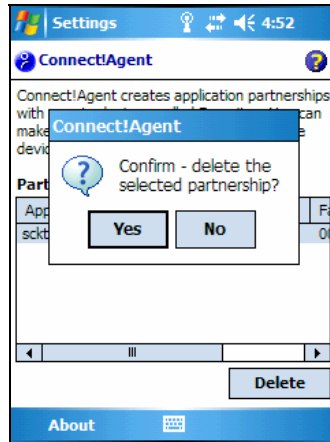 Settings 4:52
Connect!Agent
Connect!Agent creates application partnerships
with can
make Connect!Agent e
devic
Confirm - delete the
selected partnership?
Part
App Fa
sckt 00
Yes No
Delete
About